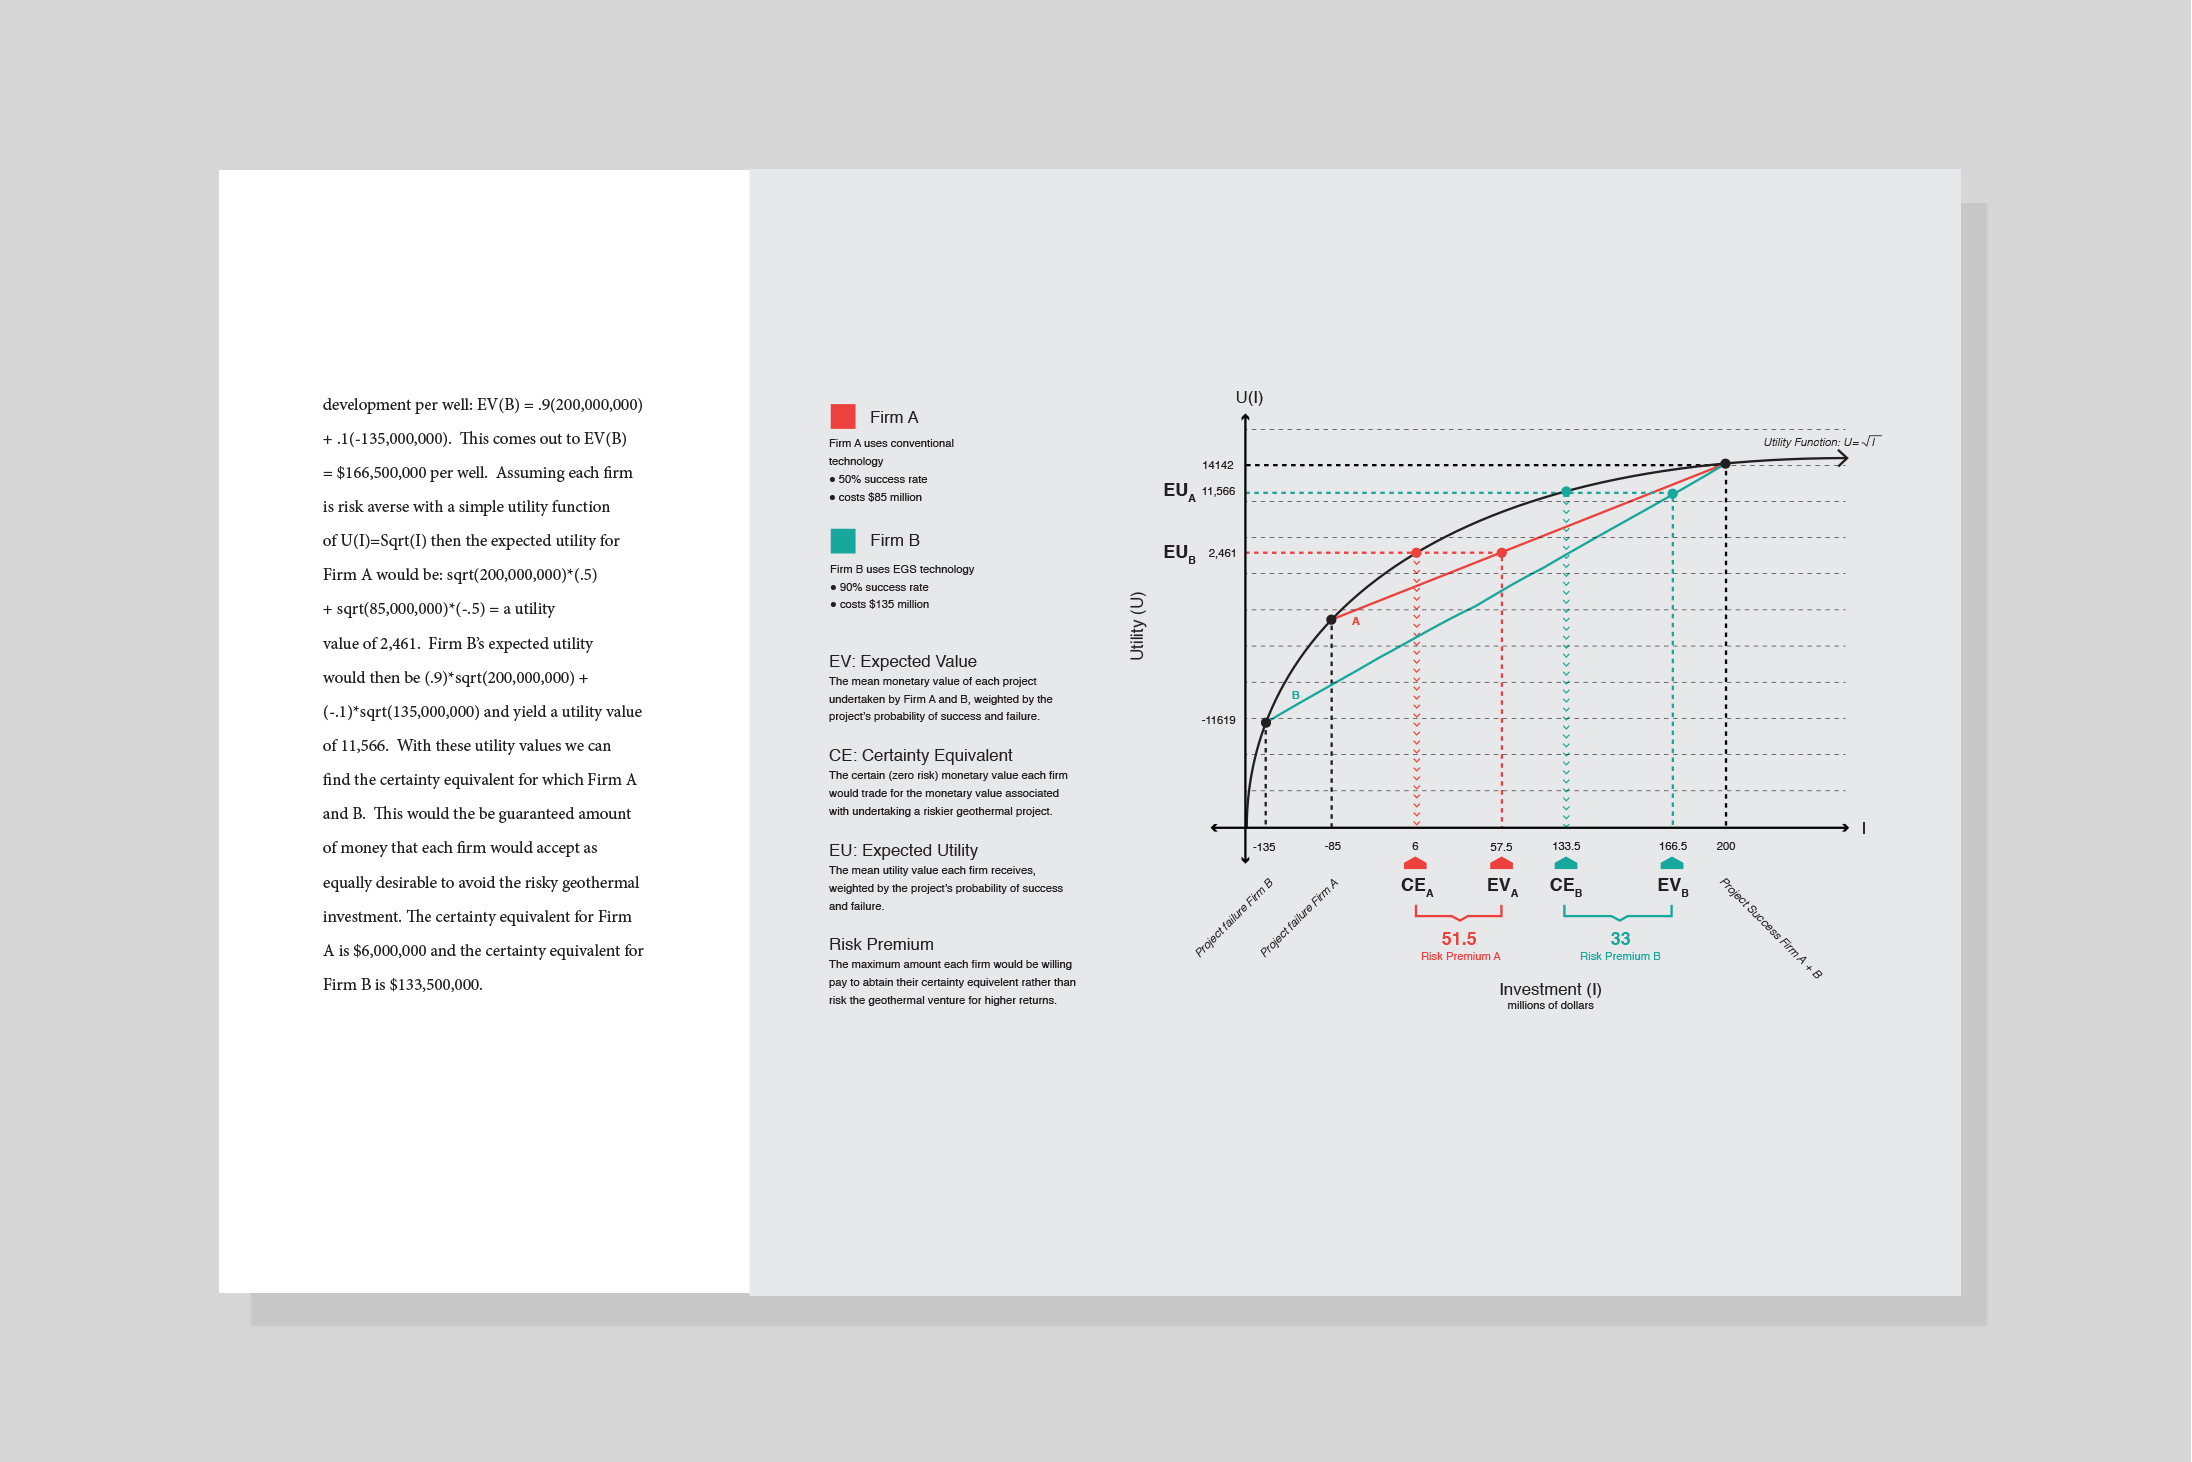 development per well: EV(B) = .9(200,000,000)
+ .1(-135,000,000).  This comes out to EV(B)
= $166,500,000 per well.  Assuming each firm
is risk averse with a simple utility function
of U(I)=Sqrt(I) then the expected utility for
Firm A would be: sqrt(200,000,000)*(.5)
+ sqrt(85,000,000)*(-.5) = a utility
value of 2,461.  Firm B’s expected utility
would then be (.9)*sqrt(200,000,000) +
(-.1)*sqrt(135,000,000) and yield a utility value
of 11,566.  With these utility values we can
find the certainty equivalent for which Firm A
and B.  This would the be guaranteed amount
of money that each firm would accept as
equally desirable to avoid the risky geothermal
investment. The certainty equivalent for Firm
A is $6,000,000 and the certainty equivalent for
Firm B is $133,500,000.
Firm A
Firm A uses conventional
technology
● 50% success rate
● costs $85 million
Firm B
Firm B uses EGS technology
● 90% success rate
● costs $135 million
EV: Expected Value
The mean monetary value of each project
undertaken by Firm A and B, weighted by the
project's probability of success and failure.
CE: Certainty Equivalent
The certain (zero risk) monetary value each firm
would trade for the monetary value associated
with undertaking a riskier geothermal project.
EU: Expected Utility
The mean utility value each firm receives,
weighted by the project's probability of success
and failure.
Risk Premium
The maximum amount each firm would be willing
pay to abtain their certainty equivelent rather than
risk the geothermal venture for higher returns.
U(I)
Utility Function: U=√I
14142
EUA 11,566
EUB 2,461
-11619
Utility (U)
A
B
I
-135 -85 6 57.5 133.5 166.5 200
CEA EVA CEB EVB
Project failure Firm B
Project failure Firm A
Project Success Firm A + B
51.5 33
Risk Premium A Risk Premium B
Investment (I)
millions of dollars